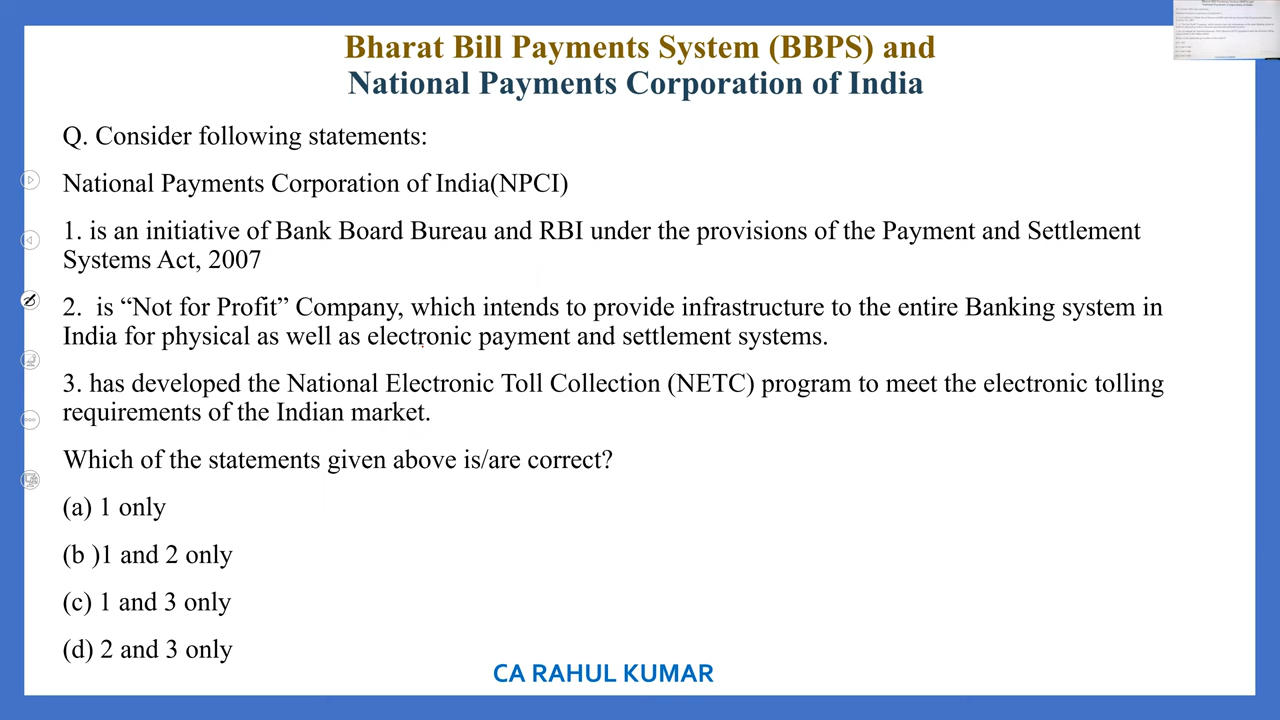 Bharat Bill Payments System (BBPS) and
National Payments Corporation of India
Q. Consider following statements:
National Payments Corporation of India(NPCI)
1. is an initiative of Bank Board Bureau and RBI under the provisions of the Payment and Settlement
Systems Act, 2007
2.  is “Not for Profit” Company, which intends to provide infrastructure to the entire Banking system in
India for physical as well as electronic payment and settlement systems.
3. has developed the National Electronic Toll Collection (NETC) program to meet the electronic tolling
requirements of the Indian market.
Which of the statements given above is/are correct?
(a) 1 only
(b )1 and 2 only
(c) 1 and 3 only
(d) 2 and 3 only
CA RAHUL KUMAR